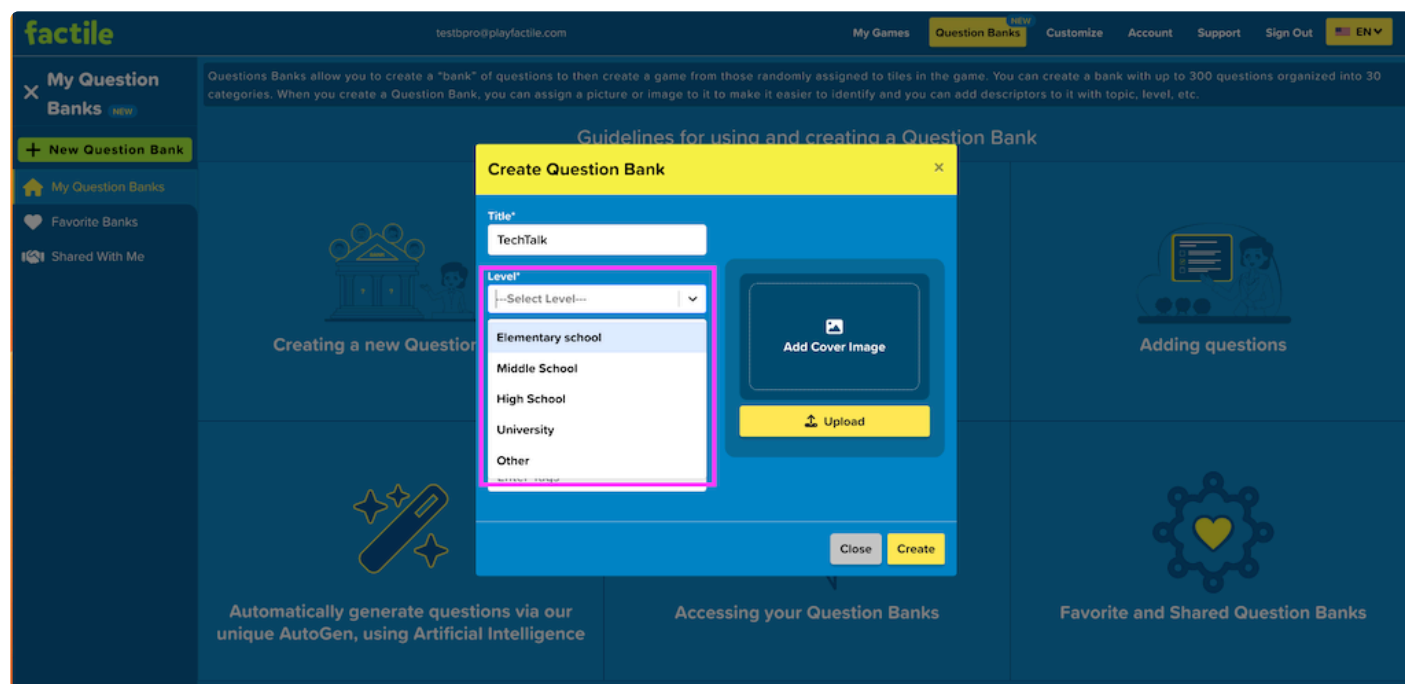 factile
testbpro@playfactile.com
My Games
Question Banks
NEW
Customize
Account
Support
Sign Out
EN
My Question
Banks NEW
Questions Banks allow you to create a "bank" of questions to then create a game from those randomly assigned to tiles in the game. You can create a bank with up to 300 questions organized into 30
categories. When you create a Question Bank, you can assign a picture or image to it to make it easier to identify and you can add descriptors to it with topic, level, etc.
+ New Question Bank
My Question Banks
Favorite Banks
Shared With Me
Guidelines for using and creating a Question Bank
Create Question Bank
×
Title*
TechTalk
Level*
---Select Level---
Elementary school
Middle School
High School
University
Other
Enter Tags
Add Cover Image
Upload
Close
Create
Creating a new Question
Adding questions
Automatically generate questions via our
unique AutoGen, using Artificial Intelligence
Accessing your Question Banks
Favorite and Shared Question Banks